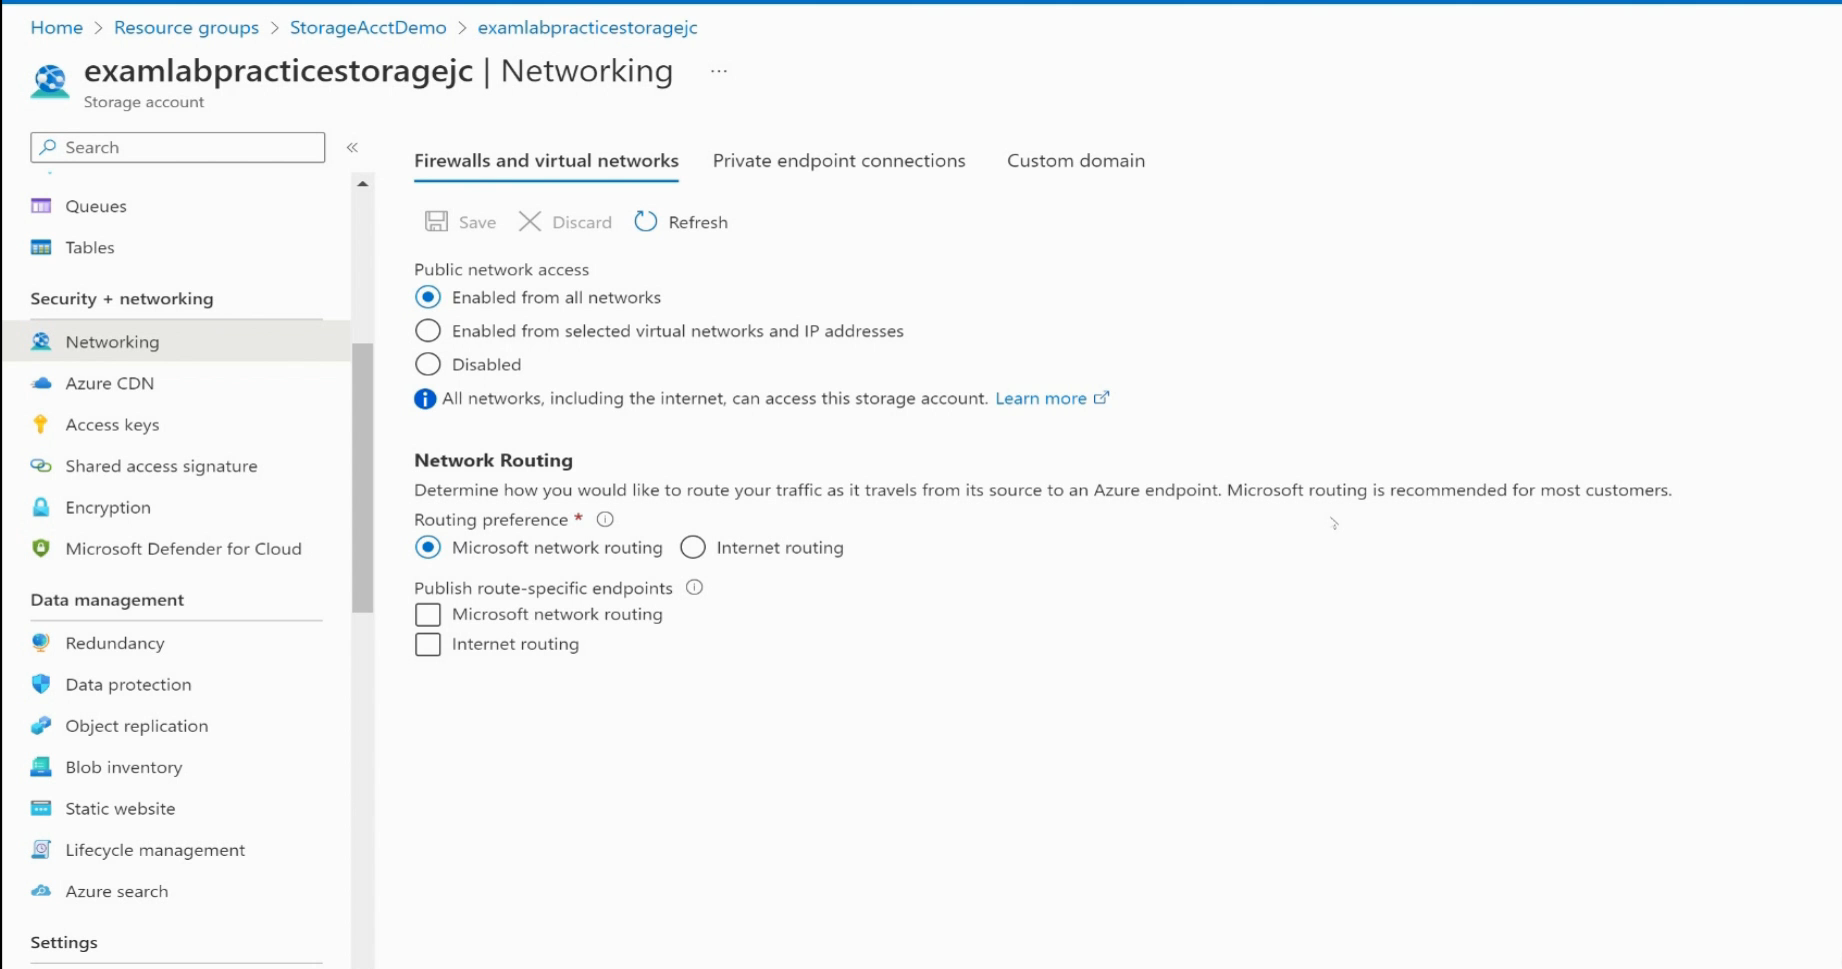 Home > Resource groups > StorageAcctDemo > examlabpracticestoragejc
examlabpracticestoragejc | Networking ...
Storage account
Search «
Queues
Tables
Security + networking
Networking
Azure CDN
Access keys
Shared access signature
Encryption
Microsoft Defender for Cloud
Data management
Redundancy
Data protection
Object replication
Blob inventory
Static website
Lifecycle management
Azure search
Settings
Firewalls and virtual networks Private endpoint connections Custom domain
Save Discard Refresh
Public network access
Enabled from all networks
Enabled from selected virtual networks and IP addresses
Disabled
All networks, including the internet, can access this storage account. Learn more
Network Routing
Determine how you would like to route your traffic as it travels from its source to an Azure endpoint. Microsoft routing is recommended for most customers.
Routing preference *
Microsoft network routing Internet routing
Publish route-specific endpoints
Microsoft network routing
Internet routing